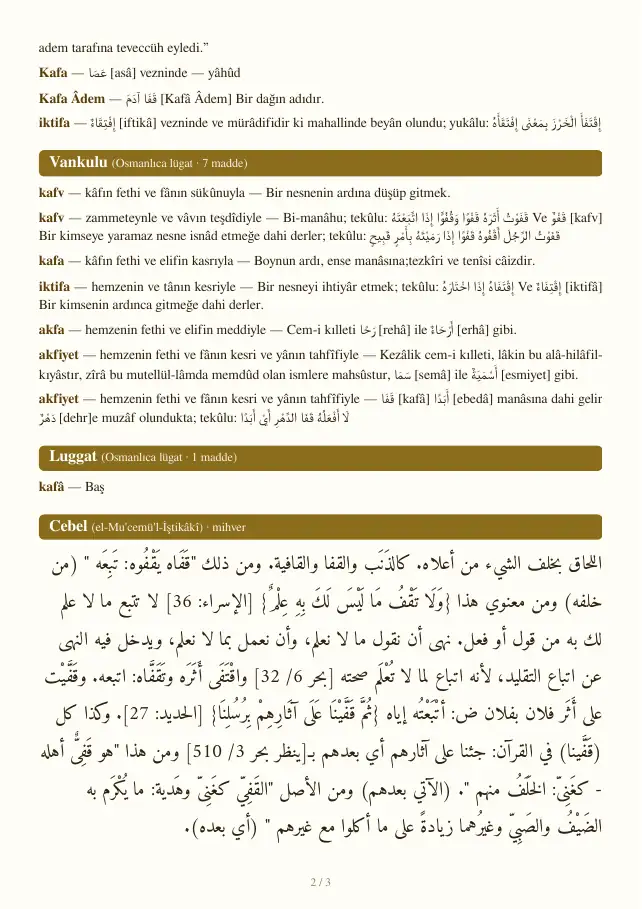 adem tarafına teveccüh eyledi.”
Kafa — عَصَا [asâ] vezninde — yâhûd
Kafa Âdem — قَفَا آدَمَ [Kafâ Âdem] Bir dağın adıdır.
iktifa — إِفْتِقَاءٌ [iftikâ] vezninde ve mürâdifidir ki mahallinde beyân olundu; yukâlu: إِقْتَفَأَ الْخَرْزَ بِمَعْنَى إِفْتَقَأَهُ
Vankulu (Osmanlıca lügat · 7 madde)
kafv — kâfın fethi ve fânın sükûnuyla — Bir nesnenin ardına düşüp gitmek.
kafv — zammeteynle ve vâvın teşdîdiyle — Bi-manâhu; tekûlu: قَفَوْتُ أَثَرَهُ قَفْوًا وَقُفُوًّا إِذَا اتَّبَعْتَهُ Ve قَفْوٌ [kafv]
Bir kimseye yaramaz nesne isnâd etmeğe dahi derler; tekûlu: قَفَوْتُ الرَّجُلَ أَقْفُوهُ قَفْوًا إِذَا رَمَيْتَهُ بِأَمْرٍ قَبِيحٍ
kafa — kâfın fethi ve elifin kasrıyla — Boynun ardı, ense manâsına;tezkîri ve tenîsi câizdir.
iktifa — hemzenin ve tânın kesriyle — Bir nesneyi ihtiyâr etmek; tekûlu: إِقْتَفَاهُ إِذَا اخْتَارَهُ Ve إِقْتِفَاءٌ [iktifâ]
Bir kimsenin ardınca gitmeğe dahi derler.
akfa — hemzenin fethi ve elifin meddiyle — Cem-i kılleti رَحَا [rehâ] ile أَرْحَاءٌ [erhâ] gibi.
akfiyet — hemzenin fethi ve fânın kesri ve yânın tahfîfiyle — Kezâlik cem-i kılleti, lâkin bu alâ-hilâfil-
kıyâstır, zîrâ bu mutellül-lâmda memdûd olan ismlere mahsûstur, سَمَا [semâ] ile أَسْمِيَةٌ [esmiyet] gibi.
akfiyet — hemzenin fethi ve fânın kesri ve yânın tahfîfiyle — قَفَا [kafâ] أَبَدًا [ebedâ] manâsına dahi gelir
دَهْرٌ [dehr]e muzâf olundukta; tekûlu: لَا أَفْعَلُهُ قفا الدَّهْرِ أَيْ أَبَدًا
Luggat (Osmanlıca lügat · 1 madde)
kafâ — Baş
Cebel (el-Mu'cemü'l-İştikâkî) · mihver
اللحاق بخلف الشيء من أعلاه. كالذَنَب والقفا والقافية. ومن ذلك "قَفَاه يَقْفُوه: تَبِعَه " (من
خلفه) ومن معنوي هذا {وَلَا تَقْفُ مَا لَيْسَ لَكَ بِهِ عِلْمٌ} [الإسراء: 36] لا تتبع ما لا علم
لك به من قول أو فعل. نهى أن نقول ما لا نعلم، وأن نعمل بما لا نعلم، ويدخل فيه النهى
عن اتباع التقليد، لأنه اتباع لما لا تُعْلَم صحته [بحر 6/ 32] واقْتَفَى أَثَرَه وتَقَفَّاه: اتبعه. وقَفَّيْت
على أَثَر فلان بفلان ض: أتْبَعْتُه إياه {ثُمَّ قَفَّيْنَا عَلَى آثَارِهِمْ بِرُسُلِنَا} [الحديد: 27]. وكذا كل
(قَفَّينا) في القرآن: جئنا على آثارهم أي بعدهم بـ[ينظر بحر 3/ 510] ومن هذا "هو قَفِىٌّ أهله
- كغَنِىّ: الخَلَفُ منهم ". (الآتي بعدهم) ومن الأصل "القَفِيّ كغَنِىّ وهَدية: ما يُكْرَم به
الضَيْفُ والصَبِيّ وغيرُهما زيادةً على ما أكلوا مع غيرهم " (أي بعده).
2 / 3